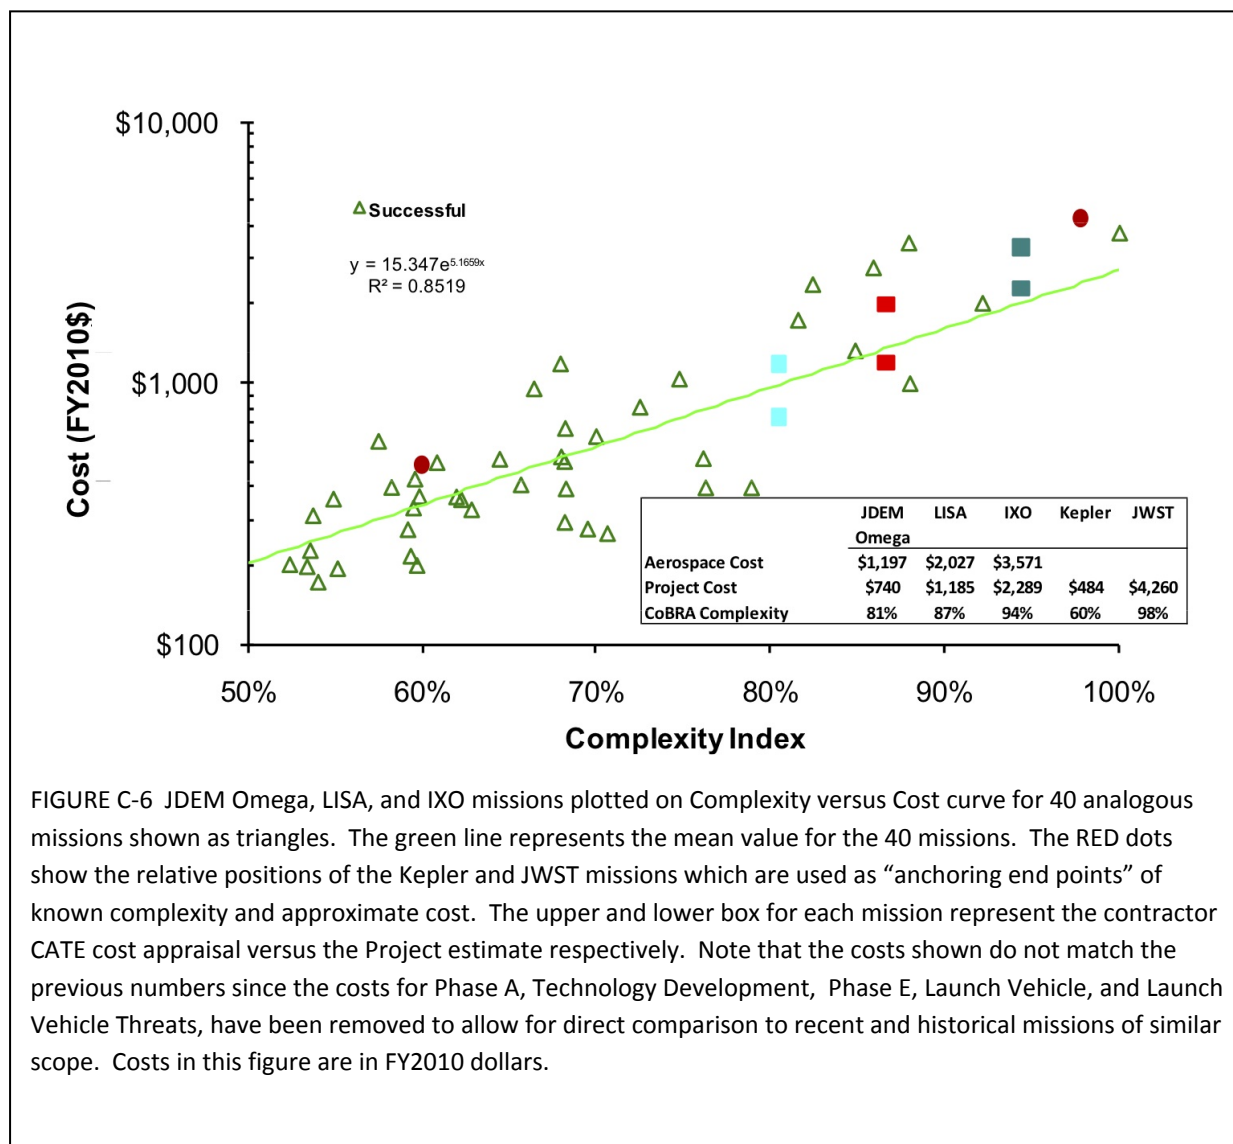 $10,000
Successful
y = 15.347e5.1659x
R² = 0.8519
Cost (FY2010$)
$1,000
JDEM LISA IXO Kepler JWST
Omega
Aerospace Cost $1,197 $2,027 $3,571
Project Cost $740 $1,185 $2,289 $484 $4,260
CoBRA Complexity 81% 87% 94% 60% 98%
$100
50% 60% 70% 80% 90% 100%
Complexity Index
FIGURE C-6 JDEM Omega, LISA, and IXO missions plotted on Complexity versus Cost curve for 40 analogous
missions shown as triangles. The green line represents the mean value for the 40 missions. The RED dots
show the relative positions of the Kepler and JWST missions which are used as “anchoring end points” of
known complexity and approximate cost. The upper and lower box for each mission represent the contractor
CATE cost appraisal versus the Project estimate respectively. Note that the costs shown do not match the
previous numbers since the costs for Phase A, Technology Development, Phase E, Launch Vehicle, and Launch
Vehicle Threats, have been removed to allow for direct comparison to recent and historical missions of similar
scope. Costs in this figure are in FY2010 dollars.